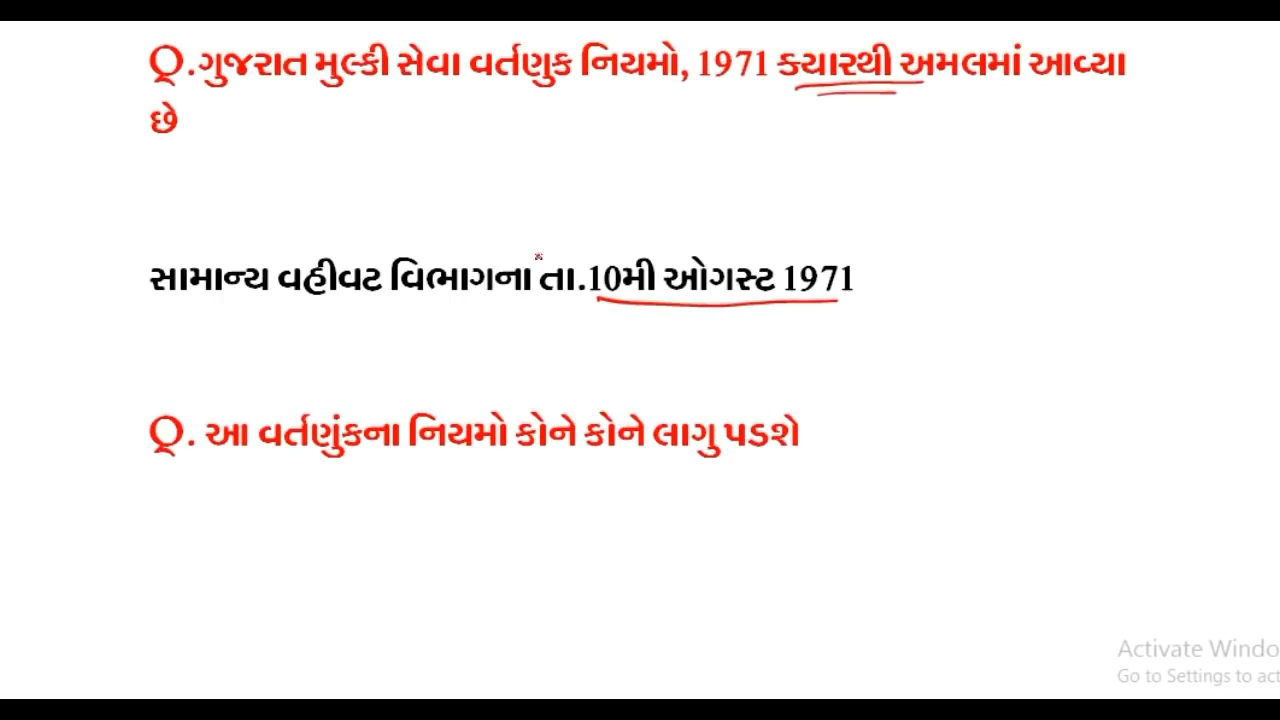 Q.ગુજરાત મુલ્કી સેવા વર્તણુક નિયમો, 1971 ક્યારથી અમલમાં આવ્યા
છે
સામાન્ય વહીવટ વિભાગના તા.10મી ઓગસ્ટ 1971
Q. આ વર્તણુંકના નિયમો કોને કોને લાગુ પડશે
Activate Windo
Go to Settings to act